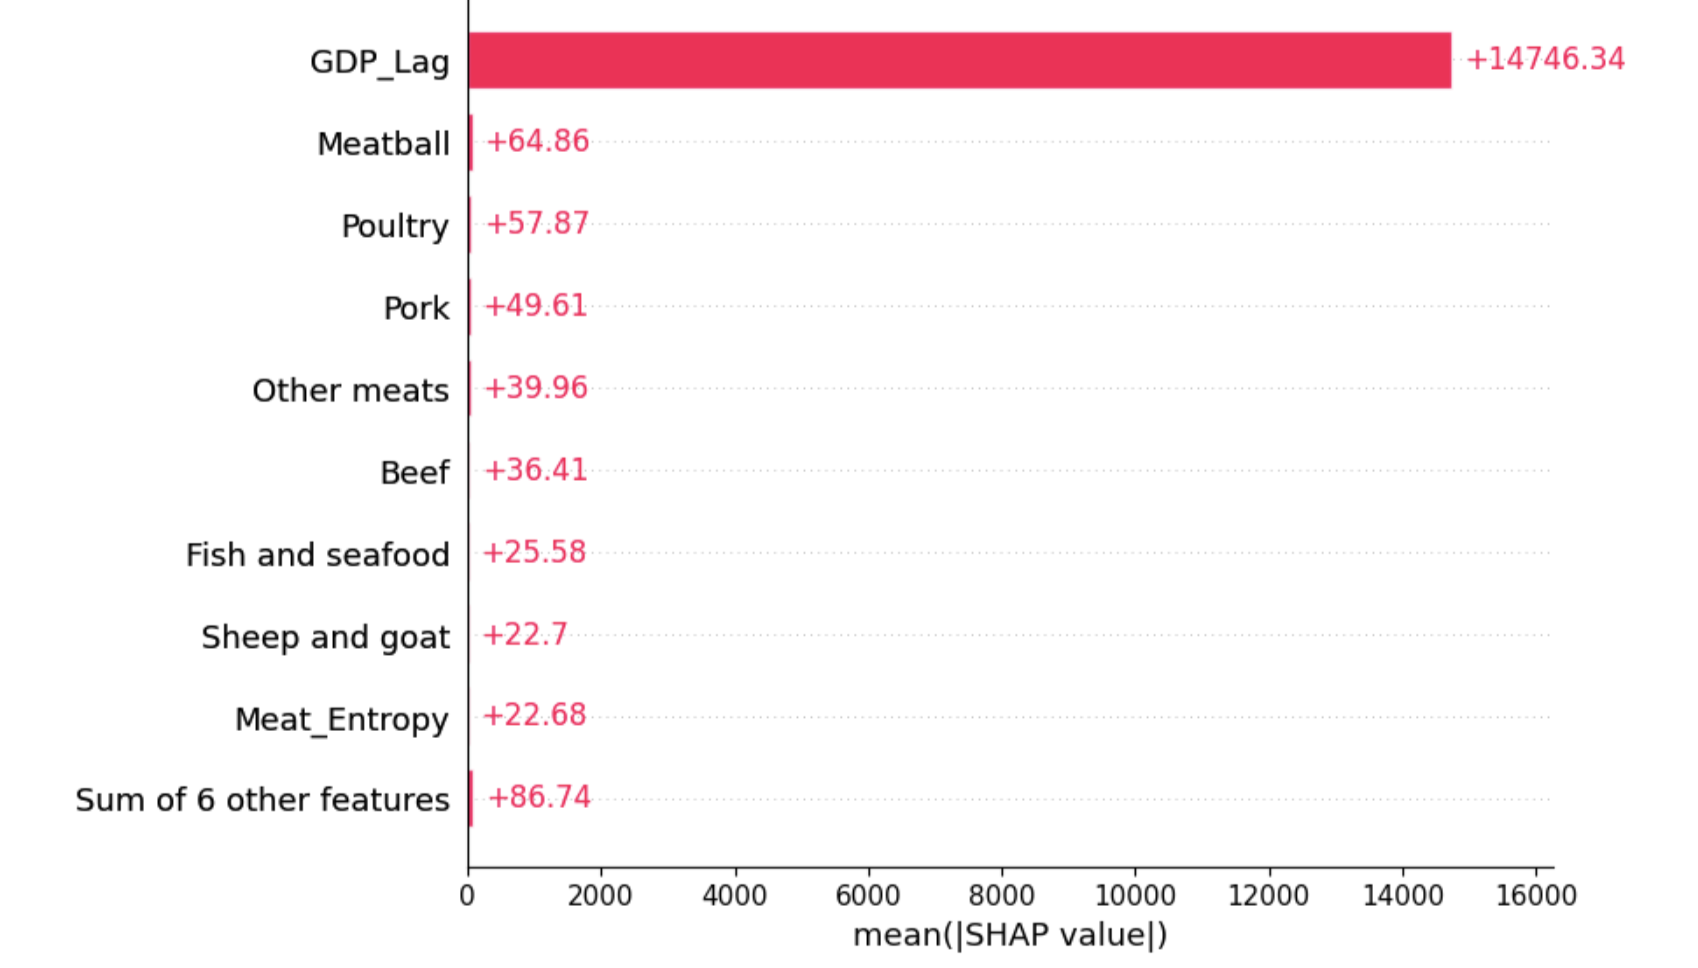 GDP_Lag +14746.34
Meatball +64.86
Poultry +57.87
Pork +49.61
Other meats +39.96
Beef +36.41
Fish and seafood +25.58
Sheep and goat +22.7
Meat_Entropy +22.68
Sum of 6 other features +86.74
0 2000 4000 6000 8000 10000 12000 14000 16000
mean(|SHAP value|)